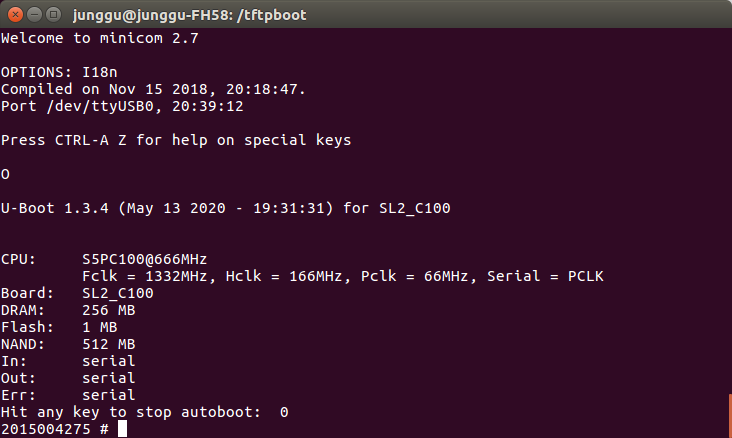 junggu@junggu-FH58: /tftpboot
Welcome to minicom 2.7
OPTIONS: I18n
Compiled on Nov 15 2018, 20:18:47.
Port /dev/ttyUSB0, 20:39:12
Press CTRL-A Z for help on special keys
O
U-Boot 1.3.4 (May 13 2020 - 19:31:31) for SL2_C100
CPU:     S5PC100@666MHz
         Fclk = 1332MHz, Hclk = 166MHz, Pclk = 66MHz, Serial = PCLK
Board:   SL2_C100
DRAM:    256 MB
Flash:   1 MB
NAND:    512 MB
In:      serial
Out:     serial
Err:     serial
Hit any key to stop autoboot:  0
2015004275 #